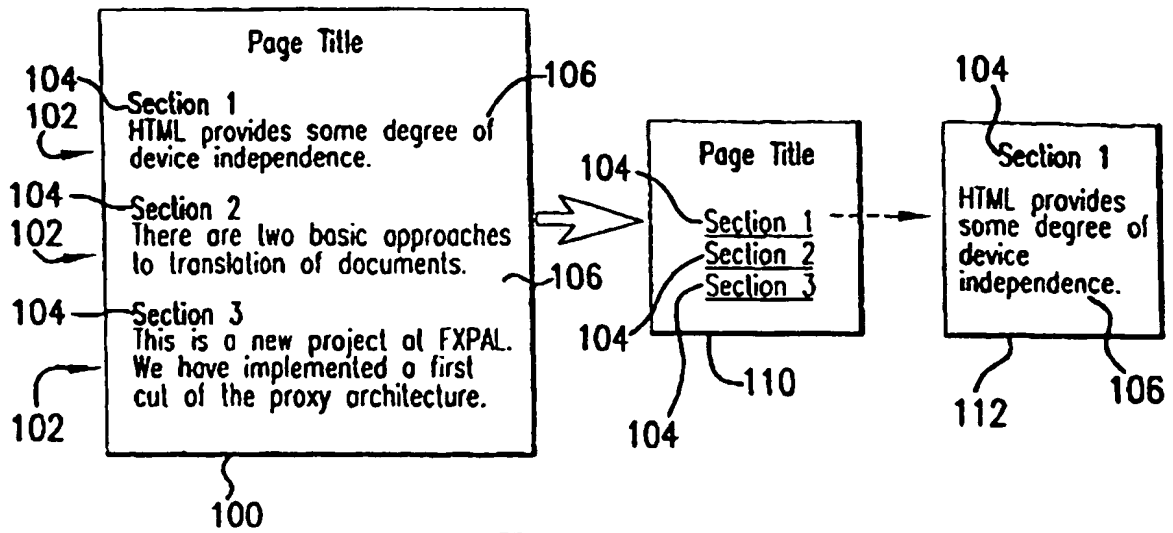 Page Title
104
106
Section 1
102
HTML provides some degree of
device independence.
104
Section 2
102
There are two basic approaches
to translation of documents.
106
104
Section 3
This is a new project at FXPAL.
We have implemented a first
cut of the proxy architecture.
102
100
Page Title
104
Section 1
Section 2
Section 3
104
104
110
104
Section 1
HTML provides
some degree of
device
independence.
106
112